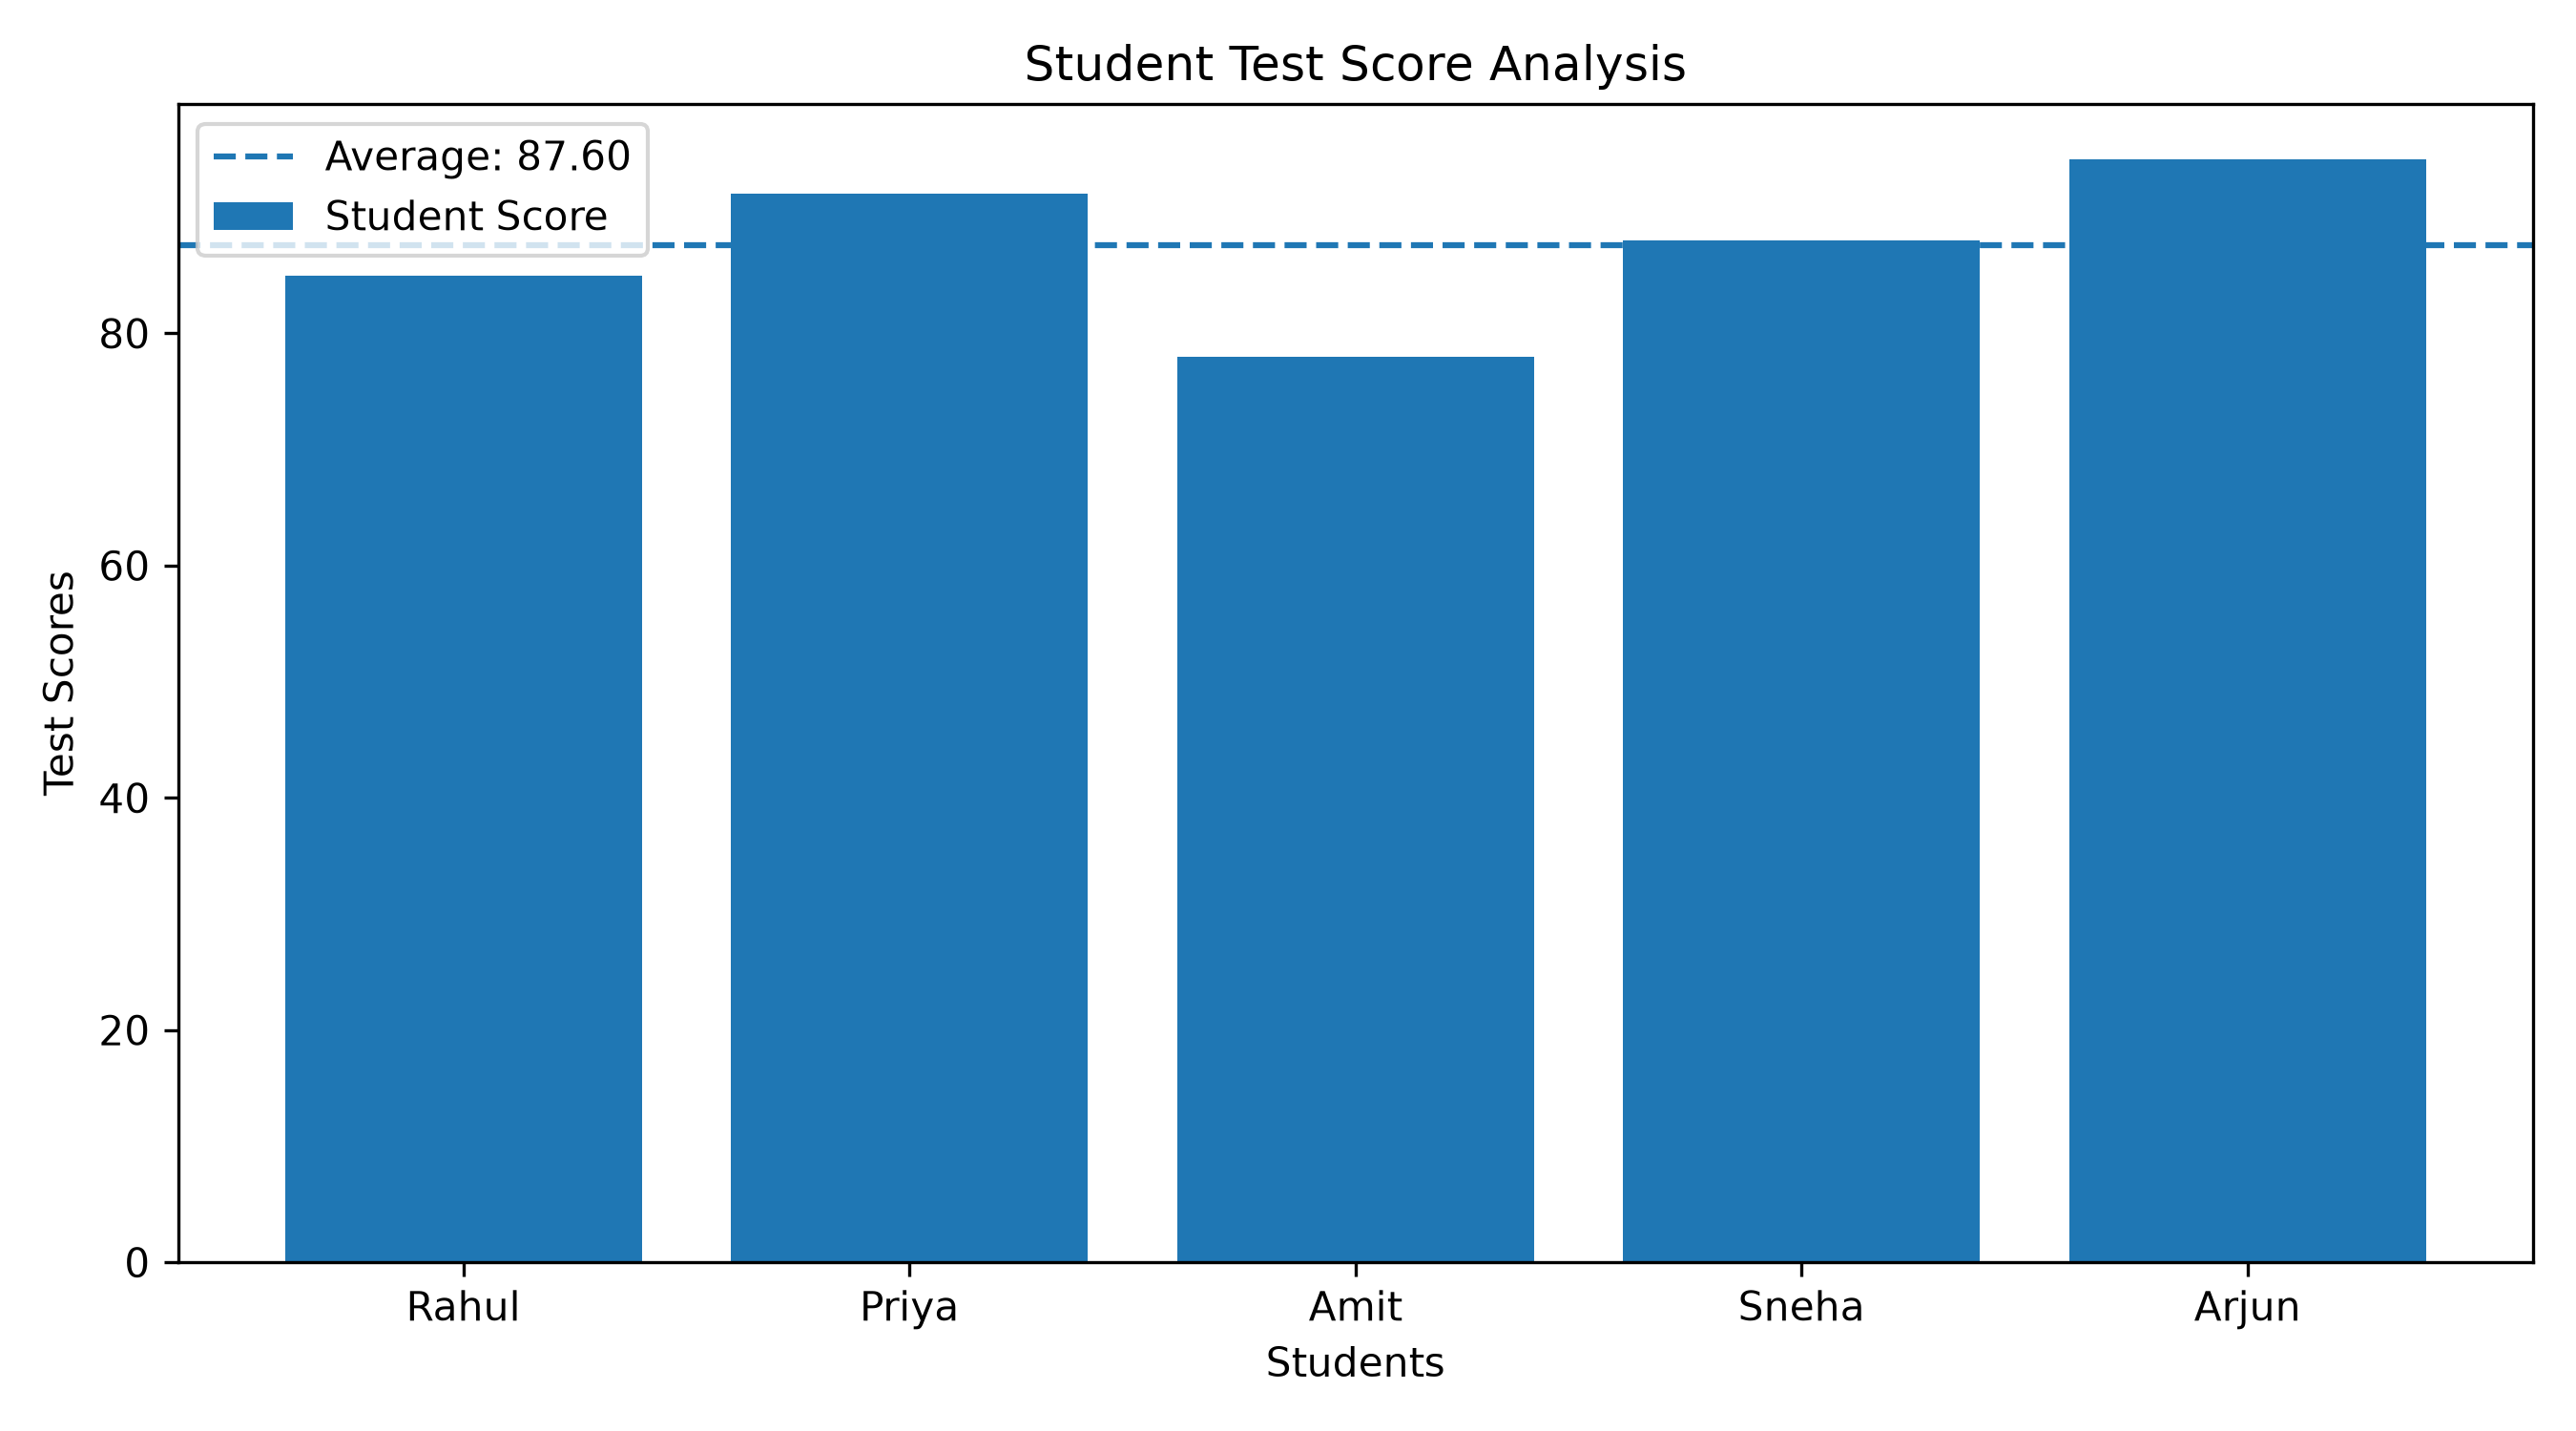 Student Test Score Analysis
Average: 87.60
Student Score
80
60
40
20
0
Test Scores
Rahul Priya Amit Sneha Arjun
Students